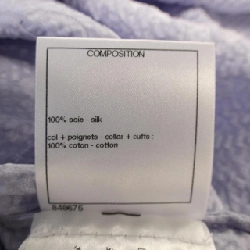 COMPOSITION
100% soie - silk
col + poignets - collar + cuffs :
100% coton - cotton